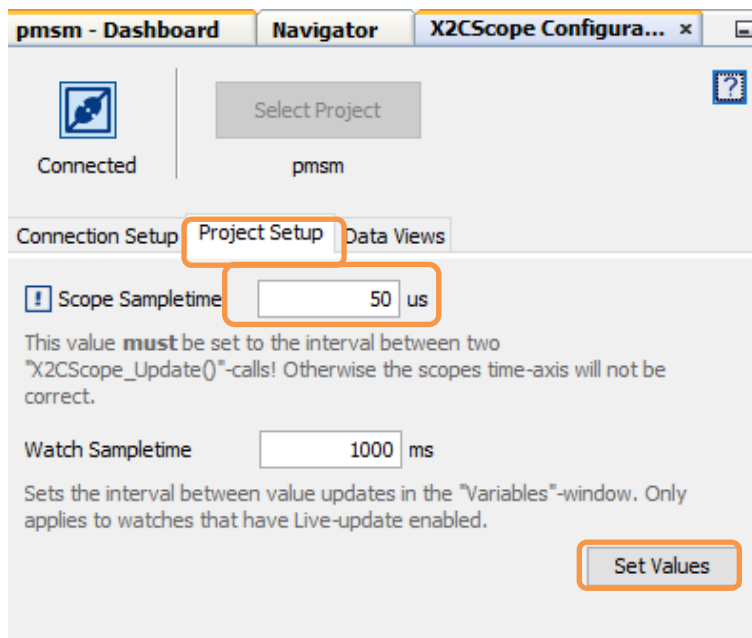 pmsm - Dashboard Navigator X2CScope Configura... ×
Select Project
?
Connected pmsm
Connection Setup Project Setup Data Views
! Scope Sampletime 50 us
This value must be set to the interval between two
"X2CScope_Update()"-calls! Otherwise the scopes time-axis will not be
correct.
Watch Sampletime 1000 ms
Sets the interval between value updates in the "Variables"-window. Only
applies to watches that have Live-update enabled.
Set Values